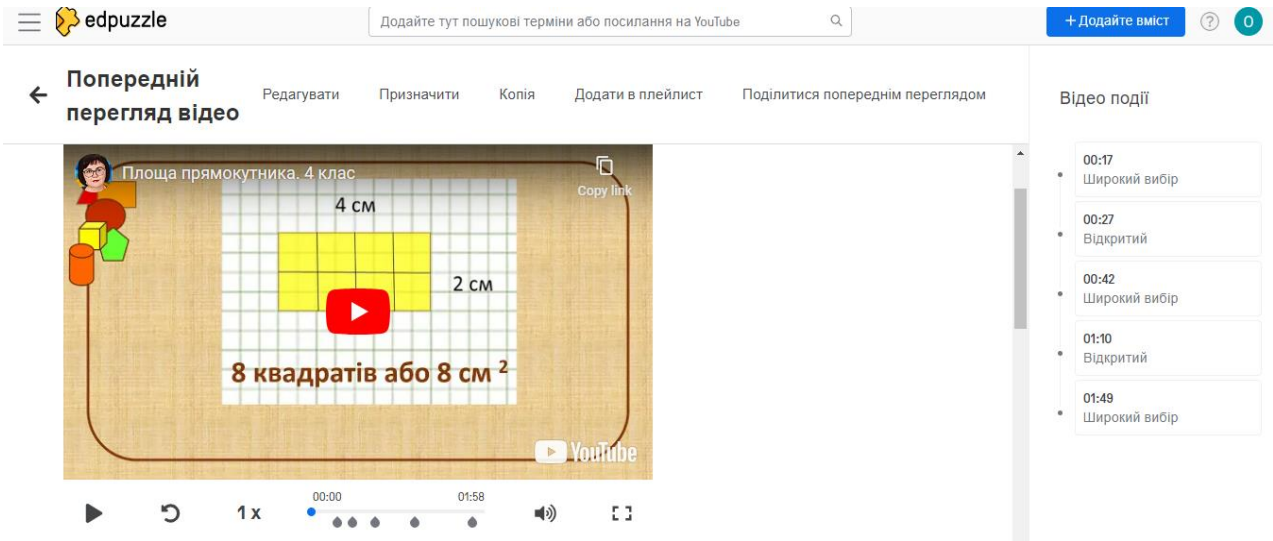 edpuzzle
Додайте тут пошукові терміни або посилання на YouTube
+ Додайте вміст
?
О
Попередній
перегляд відео
Редагувати
Призначити
Копія
Додати в плейлист
Поділитися попереднім переглядом
Відео події
Площа прямокутника. 4 клас
Copy link
4 см
2 см
8 квадратів або 8 см ²
YouTube
00:00
01:58
1 x
00:17
Широкий вибір
00:27
Відкритий
00:42
Широкий вибір
01:10
Відкритий
01:49
Широкий вибір